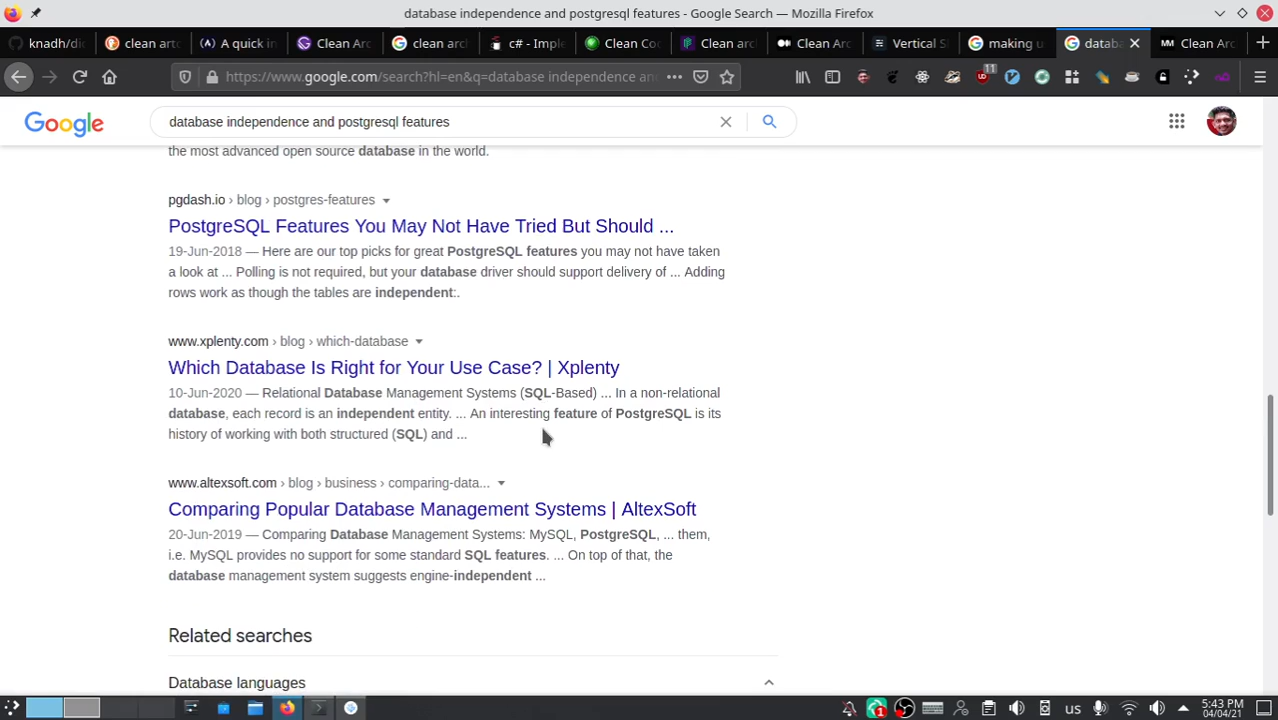 database independence and postgresql features - Google Search — Mozilla Firefox
knadh/dic
clean arto
A quick in
Clean Arc
clean arch
c# - Imple
Clean Cod
Clean arc
Clean Arc
Vertical Sl
making us
databa
Clean Arc
https://www.google.com/search?hl=en&q=database independence an
11
Google
database independence and postgresql features
the most advanced open source database in the world.
pgdash.io › blog › postgres-features
PostgreSQL Features You May Not Have Tried But Should ...
19-Jun-2018 — Here are our top picks for great PostgreSQL features you may not have taken
a look at ... Polling is not required, but your database driver should support delivery of ... Adding
rows work as though the tables are independent:.
www.xplenty.com › blog › which-database
Which Database Is Right for Your Use Case? | Xplenty
10-Jun-2020 — Relational Database Management Systems (SQL-Based) ... In a non-relational
database, each record is an independent entity. ... An interesting feature of PostgreSQL is its
history of working with both structured (SQL) and ...
www.altexsoft.com › blog › business › comparing-data...
Comparing Popular Database Management Systems | AltexSoft
20-Jun-2019 — Comparing Database Management Systems: MySQL, PostgreSQL, ... them,
i.e. MySQL provides no support for some standard SQL features. ... On top of that, the
database management system suggests engine-independent ...
Related searches
Database languages
us
5:43 PM
04/04/21